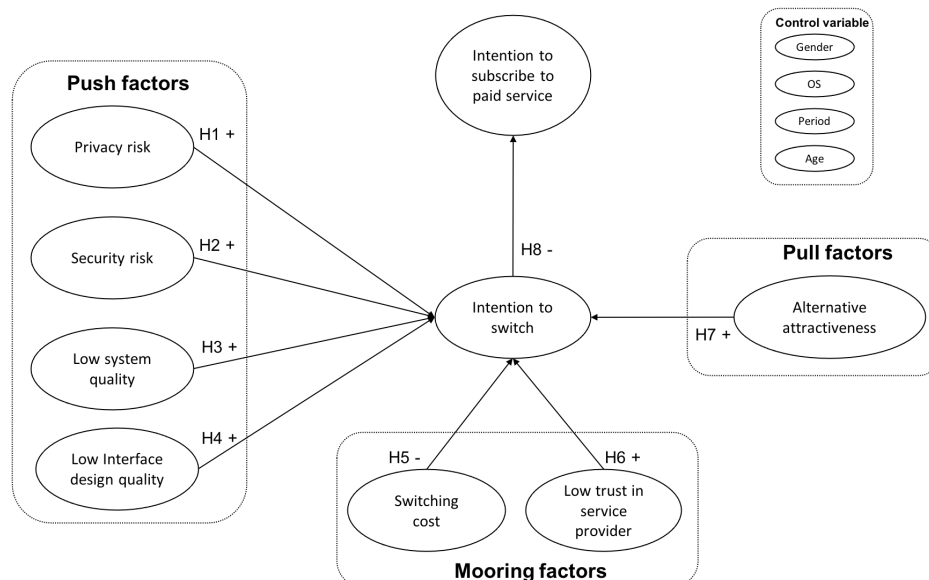 Push factors
Privacy risk
H1 +
Security risk
H2 +
Low system
quality
H3 +
Low Interface
design quality
H4 +
Intention to
subscribe to
paid service
H8 -
Intention to
switch
Control variable
Gender
OS
Period
Age
Pull factors
Alternative
attractiveness
H7 +
H5 -
H6 +
Switching
cost
Low trust in
service
provider
Mooring factors